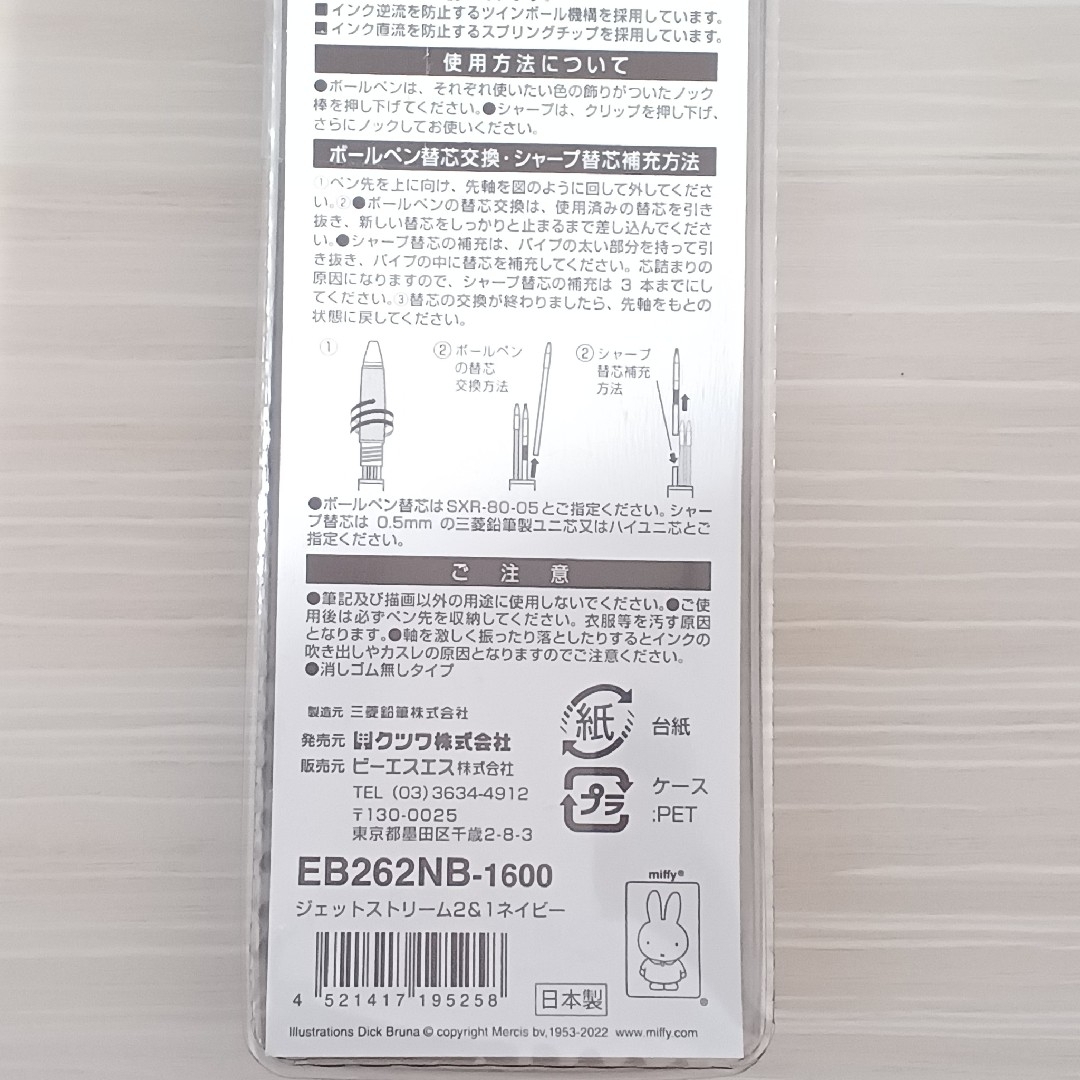 ■インク逆流を防止するツインボール機構を採用しています。
■インク直流を防止するスプリングチップを採用しています。
使用方法について
●ボールペンは、それぞれ使いたい色の飾りがついたノック
棒を押し下げてください。●シャープは、クリップを押し下げ、
さらにノックしてお使いください。
ボールペン替芯交換・シャープ替芯補充方法
①ペン先を上に向け、先軸を図のように回して外してくださ
い。②●ボールペンの替芯交換は、使用済みの替芯を引き
抜き、新しい替芯をしっかりと止まるまで差し込んでくださ
い。●シャープ替芯の補充は、パイプの太い部分を持って引
き抜き、パイプの中に替芯を補充してください。芯詰まりの
原因になりますので、シャープ替芯の補充は 3 本までにし
てください。③替芯の交換が終わりましたら、先軸をもとの
状態に戻してください。
①
②ボールペン
の替芯
交換方法
②シャープ
替芯補充
方法
●ボールペン替芯はSXR-80-05とご指定ください。シャー
プ替芯は 0.5mm の三菱鉛筆製ユニ芯又はハイユニ芯とご
指定ください。
ご注意
●筆記及び描画以外の用途に使用しないでください。●ご使
用後は必ずペン先を収納してください。衣服等を汚す原因
となります。●軸を激しく振ったり落としたりするとインクの
吹き出しやカスレの原因となりますのでご注意ください。
●消しゴム無しタイプ
製造元 三菱鉛筆株式会社
発売元 クツワ株式会社
販売元 ビーエスエス株式会社
TEL (03)3634-4912
〒130-0025
東京都墨田区千歳2-8-3
紙 台紙
プラ ケース
:PET
EB262NB-1600
ジェットストリーム2&1ネイビー
miffy®
4 521417 195258
日本製
®
Illustrations Dick Bruna © copyright Mercis bv,1953-2022 www.miffy.com